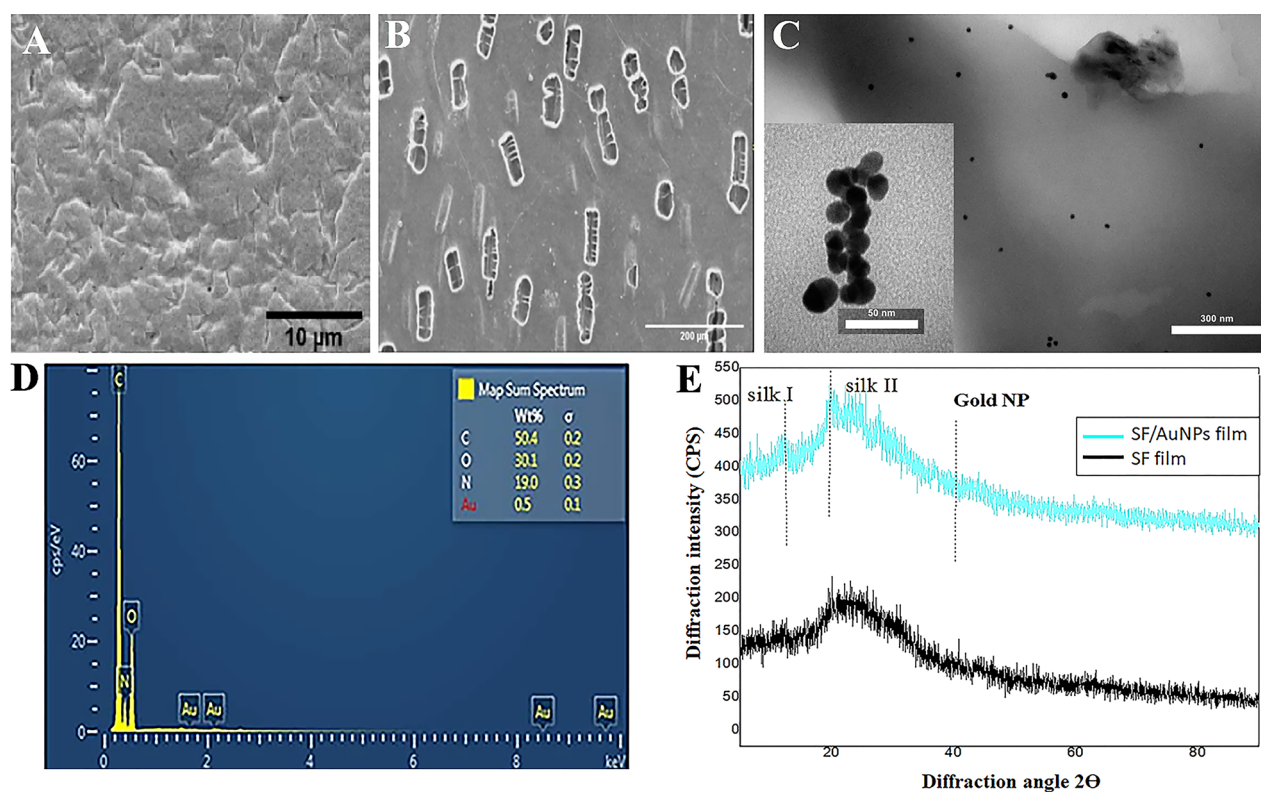 A
10 µm
B
200 µm
C
50 nm
300 nm
D
Map Sum Spectrum
Wt% σ
C 50.4 0.2
O 30.1 0.2
N 19.0 0.3
Au 0.5 0.1
C
O
N
Au Au Au Au
cps/eV
60
40
20
0
0 2 4 6 8 keV
E
silk I silk II Gold NP
SF/AuNPs film
SF film
Diffraction intensity (CPS)
550
500
450
400
350
300
250
200
150
100
50
0
20 40 60 80
Diffraction angle 2Θ